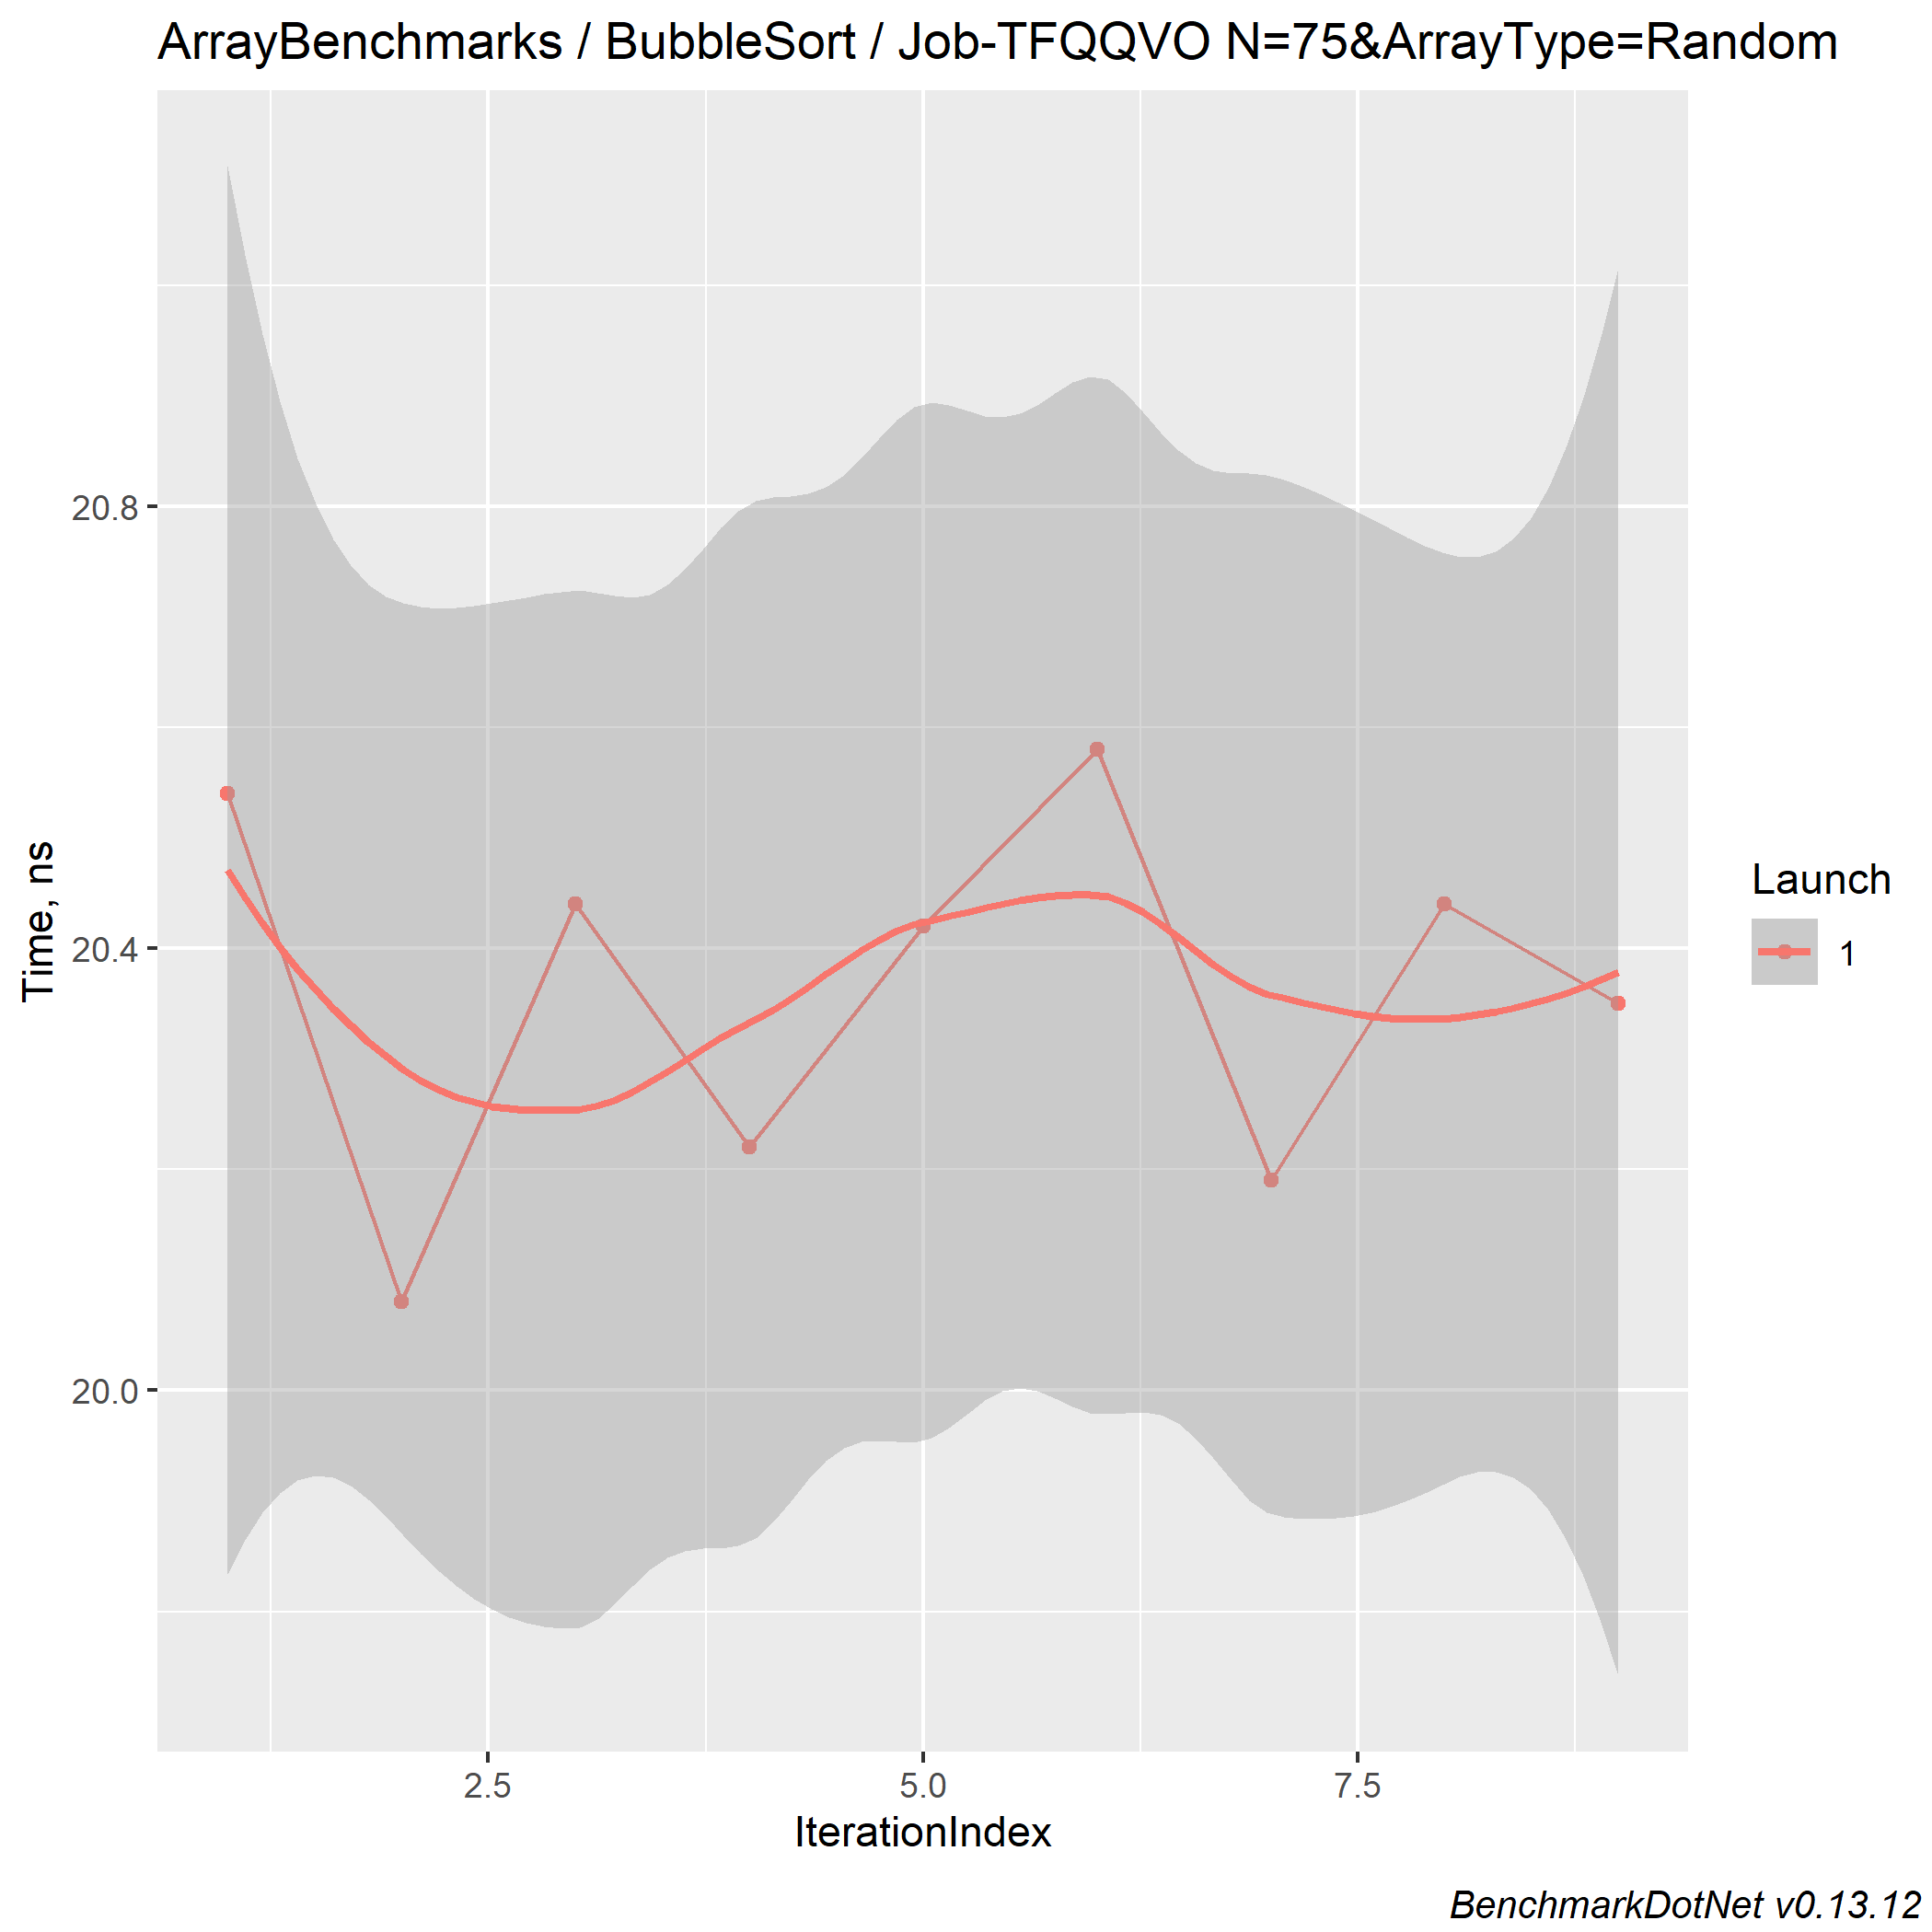 ArrayBenchmarks / BubbleSort / Job-TFQQVO N=75&ArrayType=Random
Time, ns
20.8
20.4
20.0
2.5
5.0
7.5
IterationIndex
Launch
1
BenchmarkDotNet v0.13.12